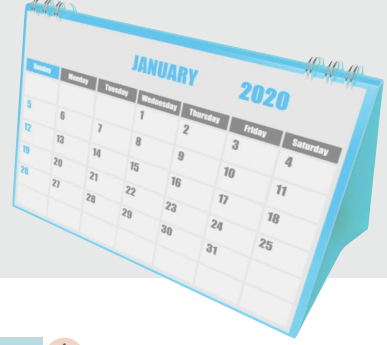 JANUARY 2020
Sunday Monday Tuesday Wednesday Thursday Friday Saturday
1 2 3 4
5 6 7 8 9 10 11
12 13 14 15 16 17 18
19 20 21 22 23 24 25
26 27 28 29 30 31